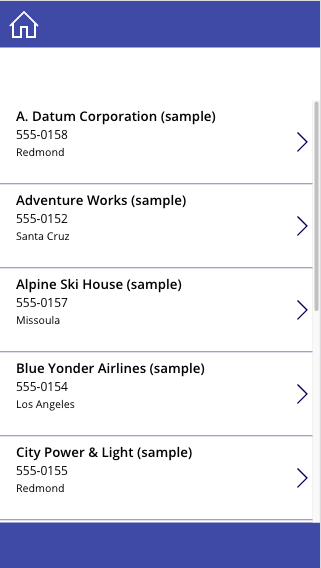 A. Datum Corporation (sample)
555-0158
Redmond
Adventure Works (sample)
555-0152
Santa Cruz
Alpine Ski House (sample)
555-0157
Missoula
Blue Yonder Airlines (sample)
555-0154
Los Angeles
City Power & Light (sample)
555-0155
Redmond